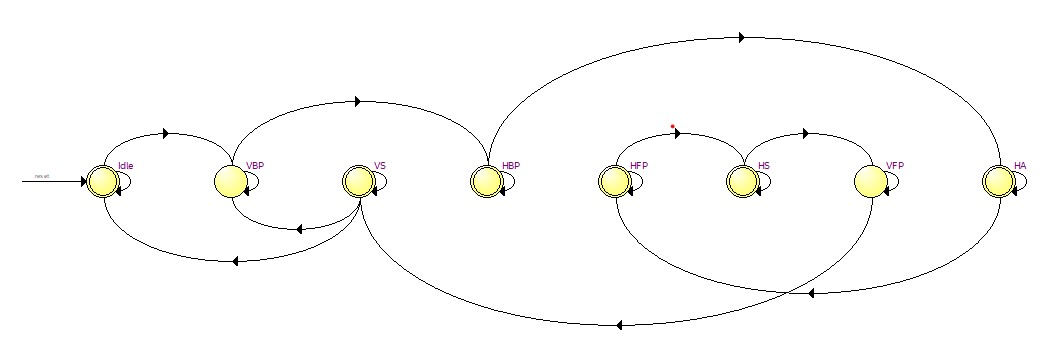 reset
Idle
VBP
VS
HBP
HFP
HS
VFP
HA